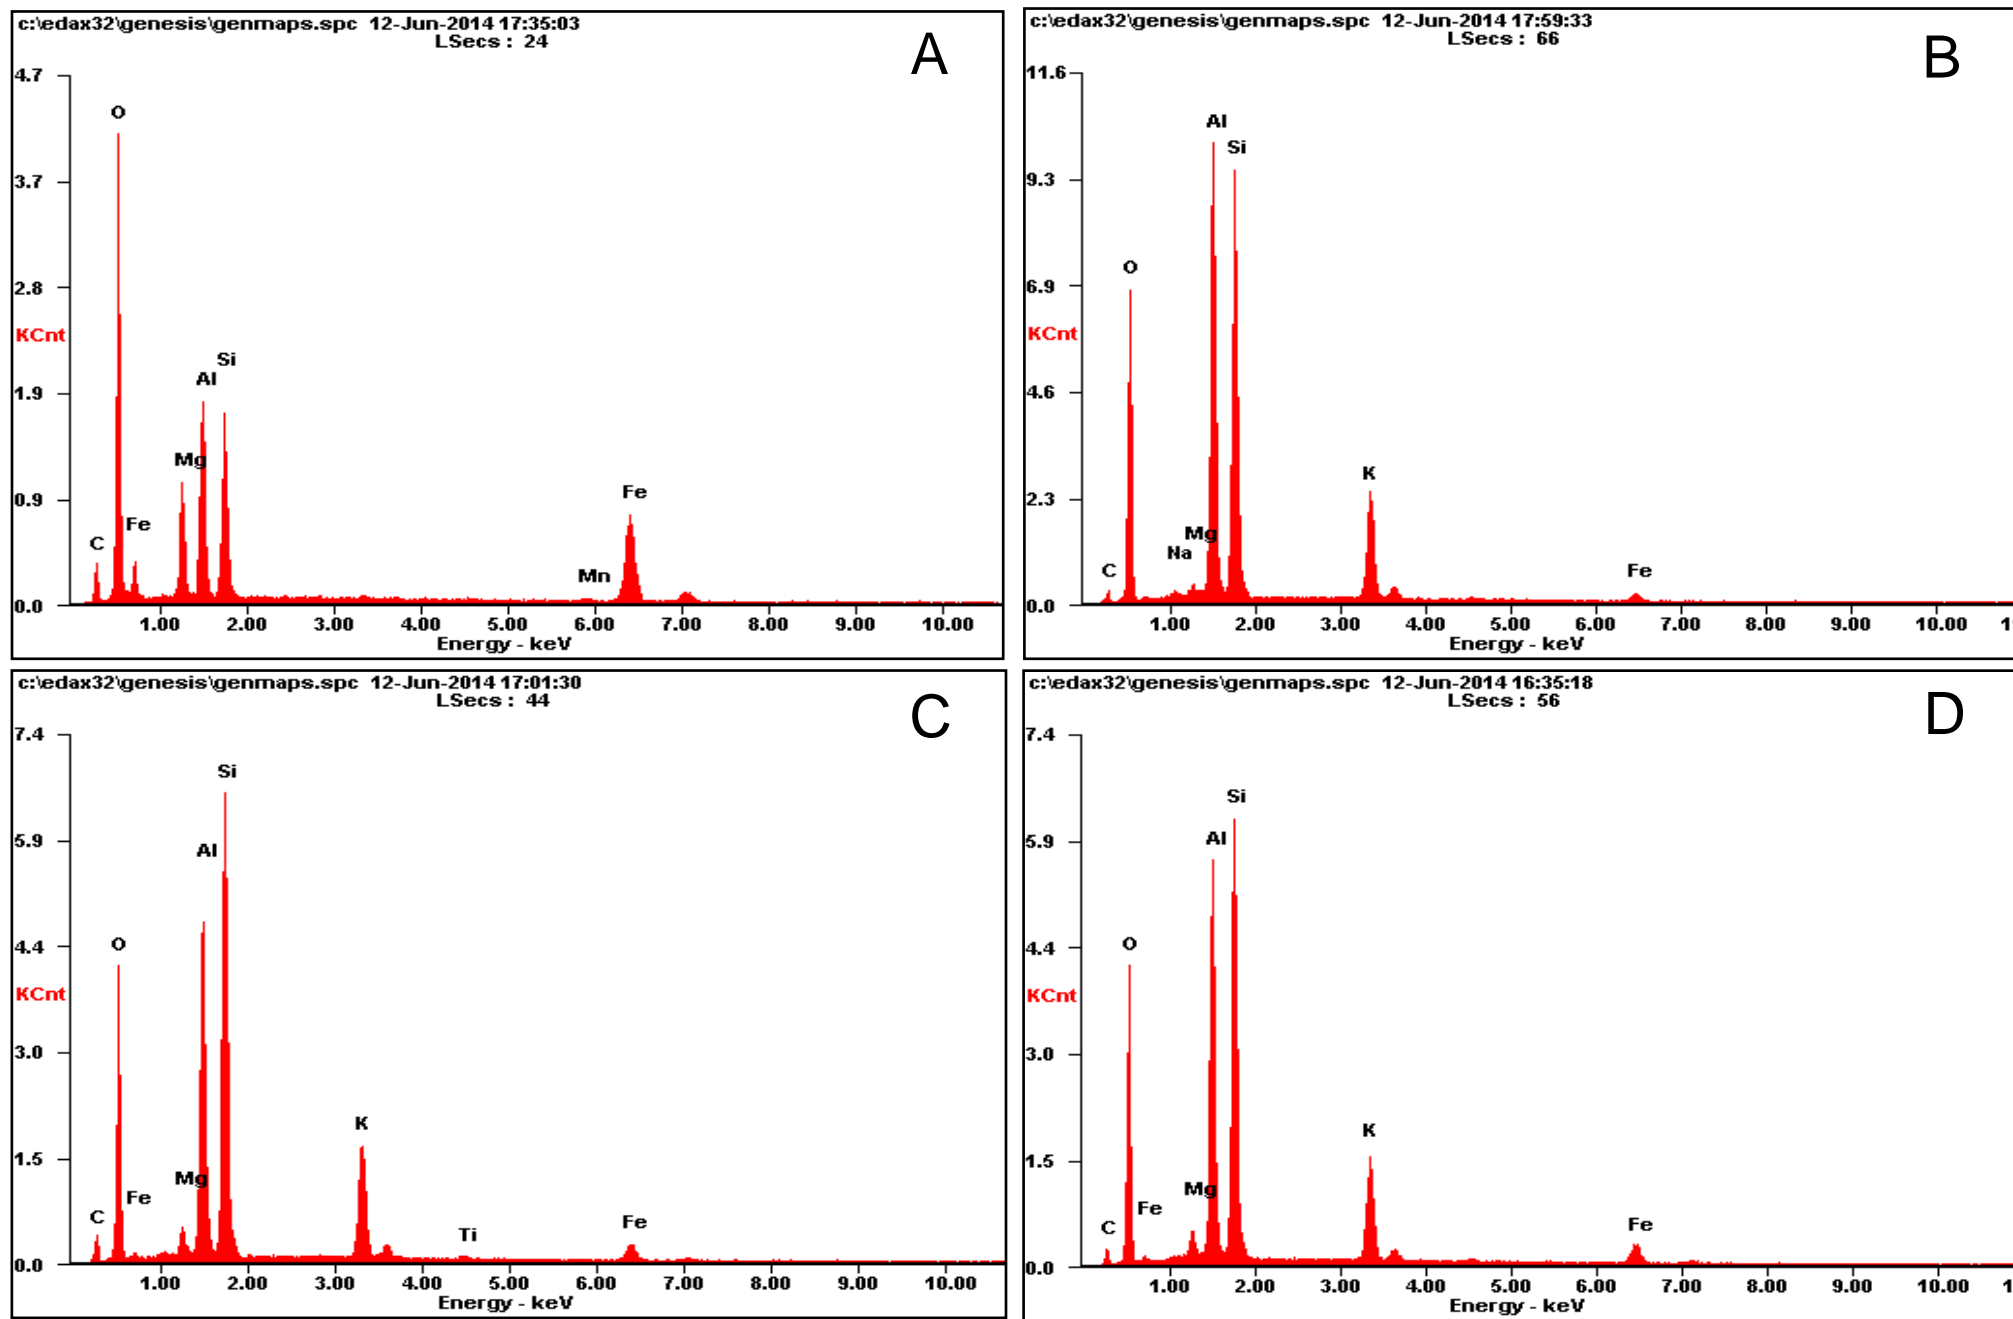 c:\edax32\genesis\genmaps.spc 12-Jun-2014 17:35:03
LSecs : 24
A
4.7
3.7
2.8
1.9
0.9
0.0
KCnt
C
O
Fe
Mg
Al
Si
Mn
Fe
1.00 2.00 3.00 4.00 5.00 6.00 7.00 8.00 9.00 10.00
Energy - keV
c:\edax32\genesis\genmaps.spc 12-Jun-2014 17:59:33
LSecs : 66
B
11.6
9.3
6.9
4.6
2.3
0.0
KCnt
C
O
Na
Mg
Al
Si
K
Fe
1.00 2.00 3.00 4.00 5.00 6.00 7.00 8.00 9.00 10.00 1
Energy - keV
c:\edax32\genesis\genmaps.spc 12-Jun-2014 17:01:30
LSecs : 44
C
7.4
5.9
4.4
3.0
1.5
0.0
KCnt
C
O
Fe
Mg
Al
Si
K
Ti
Fe
1.00 2.00 3.00 4.00 5.00 6.00 7.00 8.00 9.00 10.00
Energy - keV
c:\edax32\genesis\genmaps.spc 12-Jun-2014 16:35:18
LSecs : 56
D
7.4
5.9
4.4
3.0
1.5
0.0
KCnt
C
O
Fe
Mg
Al
Si
K
Fe
1.00 2.00 3.00 4.00 5.00 6.00 7.00 8.00 9.00 10.00 1
Energy - keV